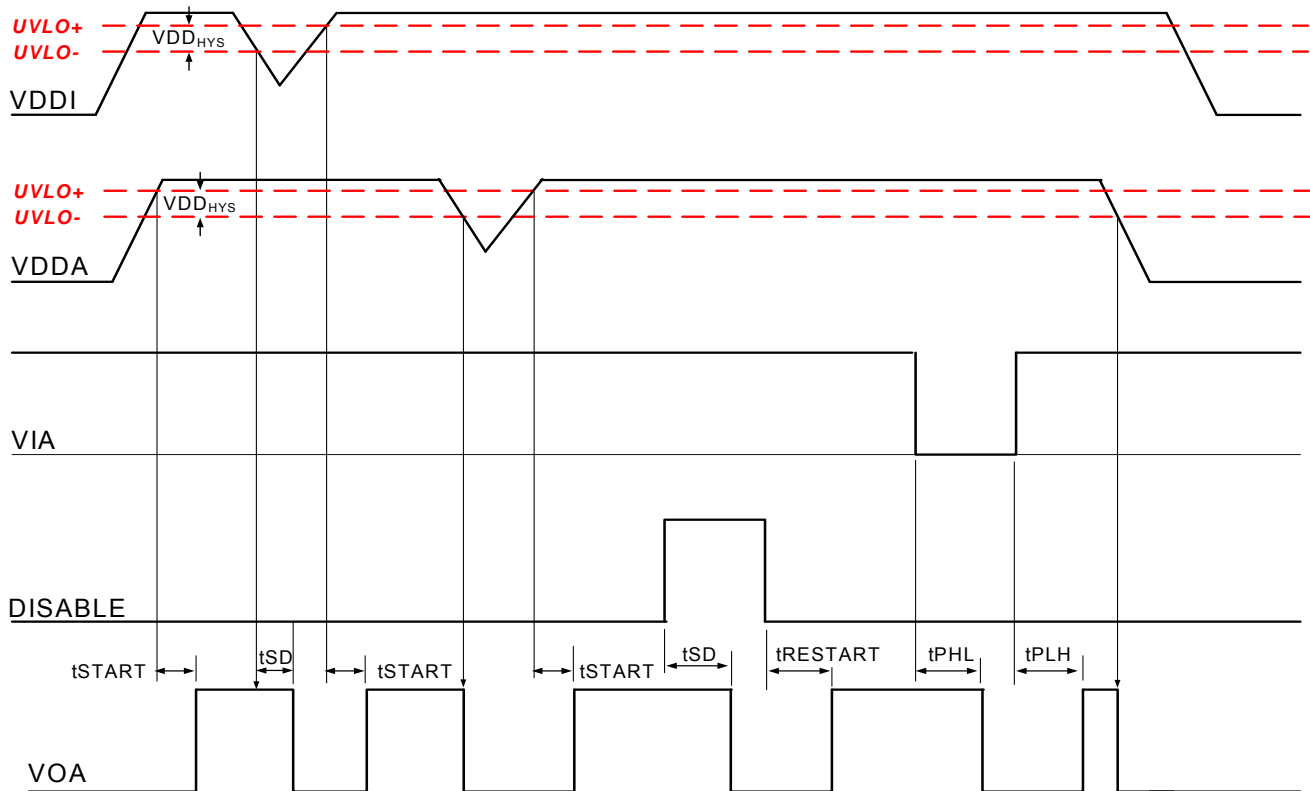 UVLO+
VDDHYS
UVLO-
VDDI
UVLO+
VDDHYS
UVLO-
VDDA
VIA
DISABLE
tSTART
tSD
tSTART
tSTART
tSD
tRESTART
tPHL
tPLH
VOA